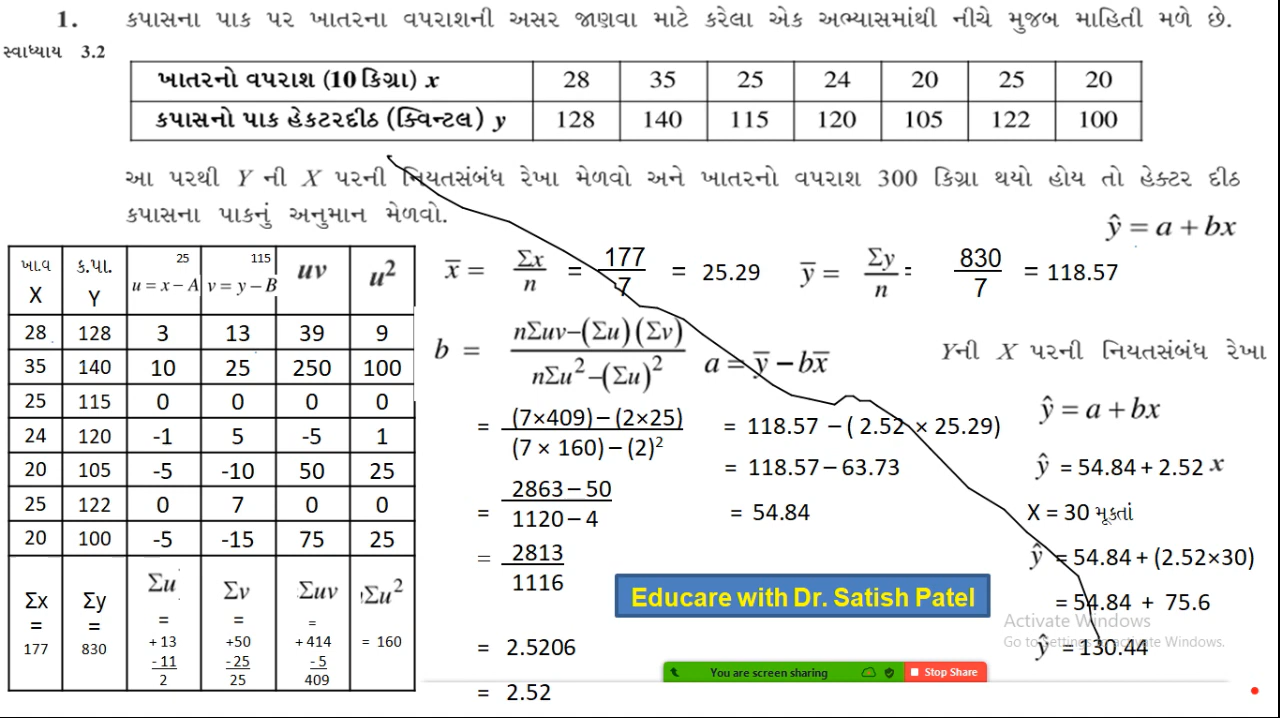 1. કપાસના પાક પર ખાતરના વપરાશની અસર જાણવા માટે કરેલા એક અભ્યાસમાંથી નીચે મુજબ માહિતી મળે છે.
સ્વાધ્યાય 3.2
ખાતરનો વપરાશ (10 કિગ્રા) x 28 35 25 24 20 25 20
કપાસનો પાક હેકટરદીઠ (ક્વિન્ટલ) y 128 140 115 120 105 122 100
આ પરથી Y ની X પરની નિયતસંબંધ રેખા મેળવો અને ખાતરનો વપરાશ 300 કિગ્રા થયો હોય તો હેક્ટર દીઠ
કપાસના પાકનું અનુમાન મેળવો.
ŷ = a + bx
ખા.વ X ક.પા. Y 25 u = x – A 115 v = y – B uv u²
28 128 3 13 39 9
35 140 10 25 250 100
25 115 0 0 0 0
24 120 -1 5 -5 1
20 105 -5 -10 50 25
25 122 0 7 0 0
20 100 -5 -15 75 25
Σx = 177 Σy = 830 Σu = +13 -11 2 Σv = +50 -25 25 Σuv = +414 -5 409 Σu² = 160
x̄ = Σx/n = 177/7 = 25.29 ȳ = Σy/n = 830/7 = 118.57
b = nΣuv–(Σu)(Σv) / nΣu²–(Σu)²
= (7×409) – (2×25) / (7 × 160) – (2)²
= 2863 – 50 / 1120 – 4
= 2813 / 1116
= 2.5206
= 2.52
a = ȳ – bx̄
= 118.57 – ( 2.52 × 25.29)
= 118.57 – 63.73
= 54.84
Yની X પરની નિયતસંબંધ રેખા
ŷ = a + bx
ŷ = 54.84 + 2.52 x
X = 30 મૂકતાં
ŷ = 54.84 + (2.52×30)
= 54.84 + 75.6
ŷ = 130.44
Educare with Dr. Satish Patel
Activate Windows
Go to Settings to activate Windows.
You are screen sharing Stop Share